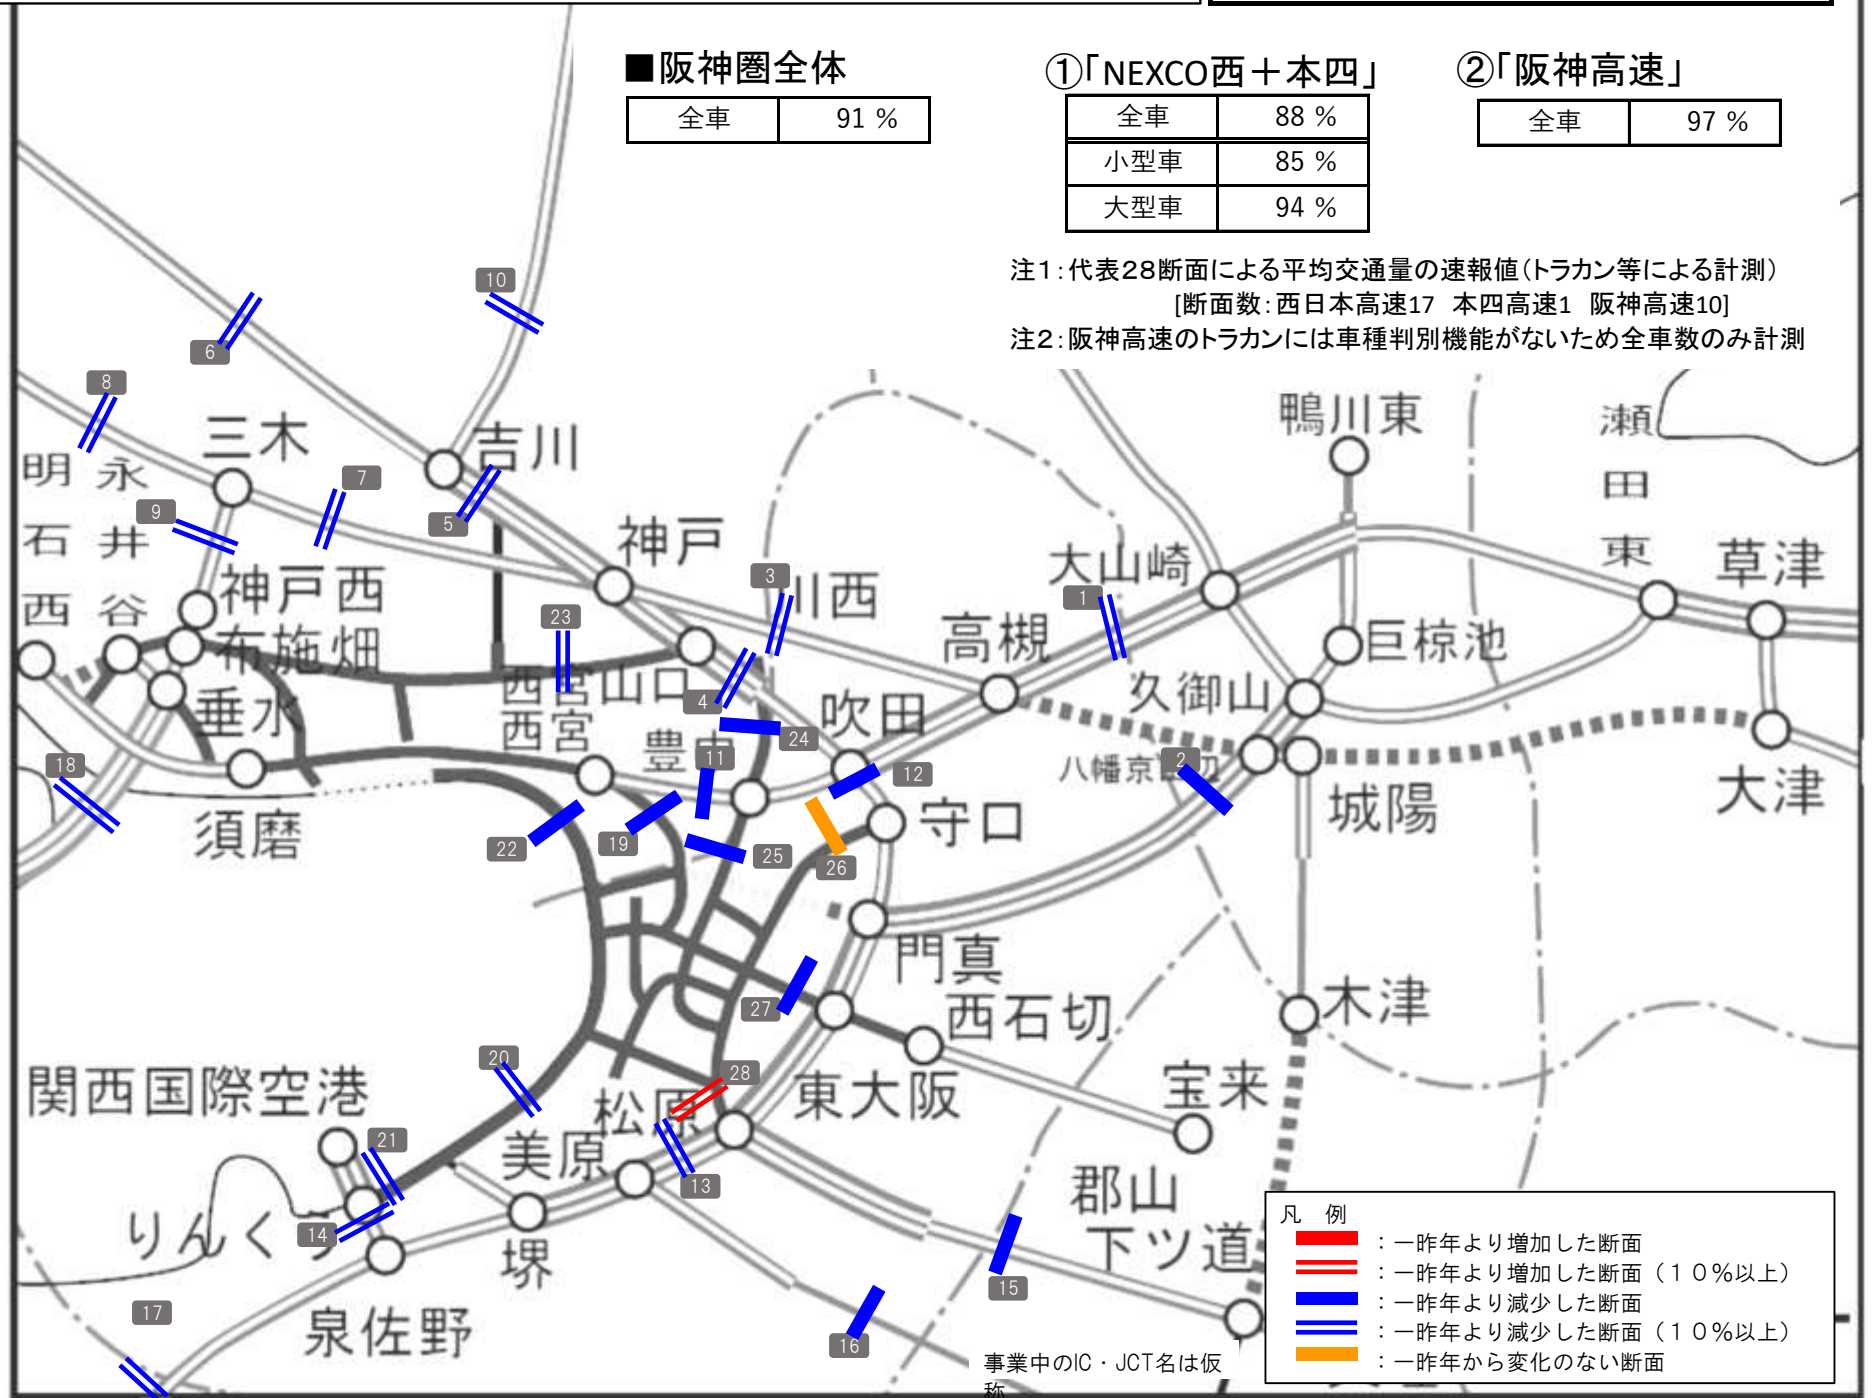 ■阪神圏全体
全車 91 %
①「NEXCO西＋本四」
全車 88 %
小型車 85 %
大型車 94 %
②「阪神高速」
全車 97 %
注１：代表２８断面による平均交通量の速報値（トラカン等による計測）
[断面数：西日本高速17 本四高速1 阪神高速10]
注２：阪神高速のトラカンには車種判別機能がないため全車数のみ計測
10
6
8
三木
吉川
鴨川東
瀬田東
明石西
永井谷
7
9
5
神戸
3
川西
大山崎
1
草津
神戸西
布施畑
23
高槻
巨椋池
西宮山口
4
久御山
垂水
西宮
24
吹田
豊中
11
12
八幡京田辺
2
18
須磨
22
19
25
26
守口
城陽
大津
門真
27
西石切
木津
20
28
関西国際空港
松原
東大阪
宝来
21
美原
13
郡山
下ツ道
りんくう
14
堺
15
17
泉佐野
16
事業中のIC・JCT名は仮
称
凡 例
：一昨年より増加した断面
：一昨年より増加した断面（１０％以上）
：一昨年より減少した断面
：一昨年より減少した断面（１０％以上）
：一昨年から変化のない断面